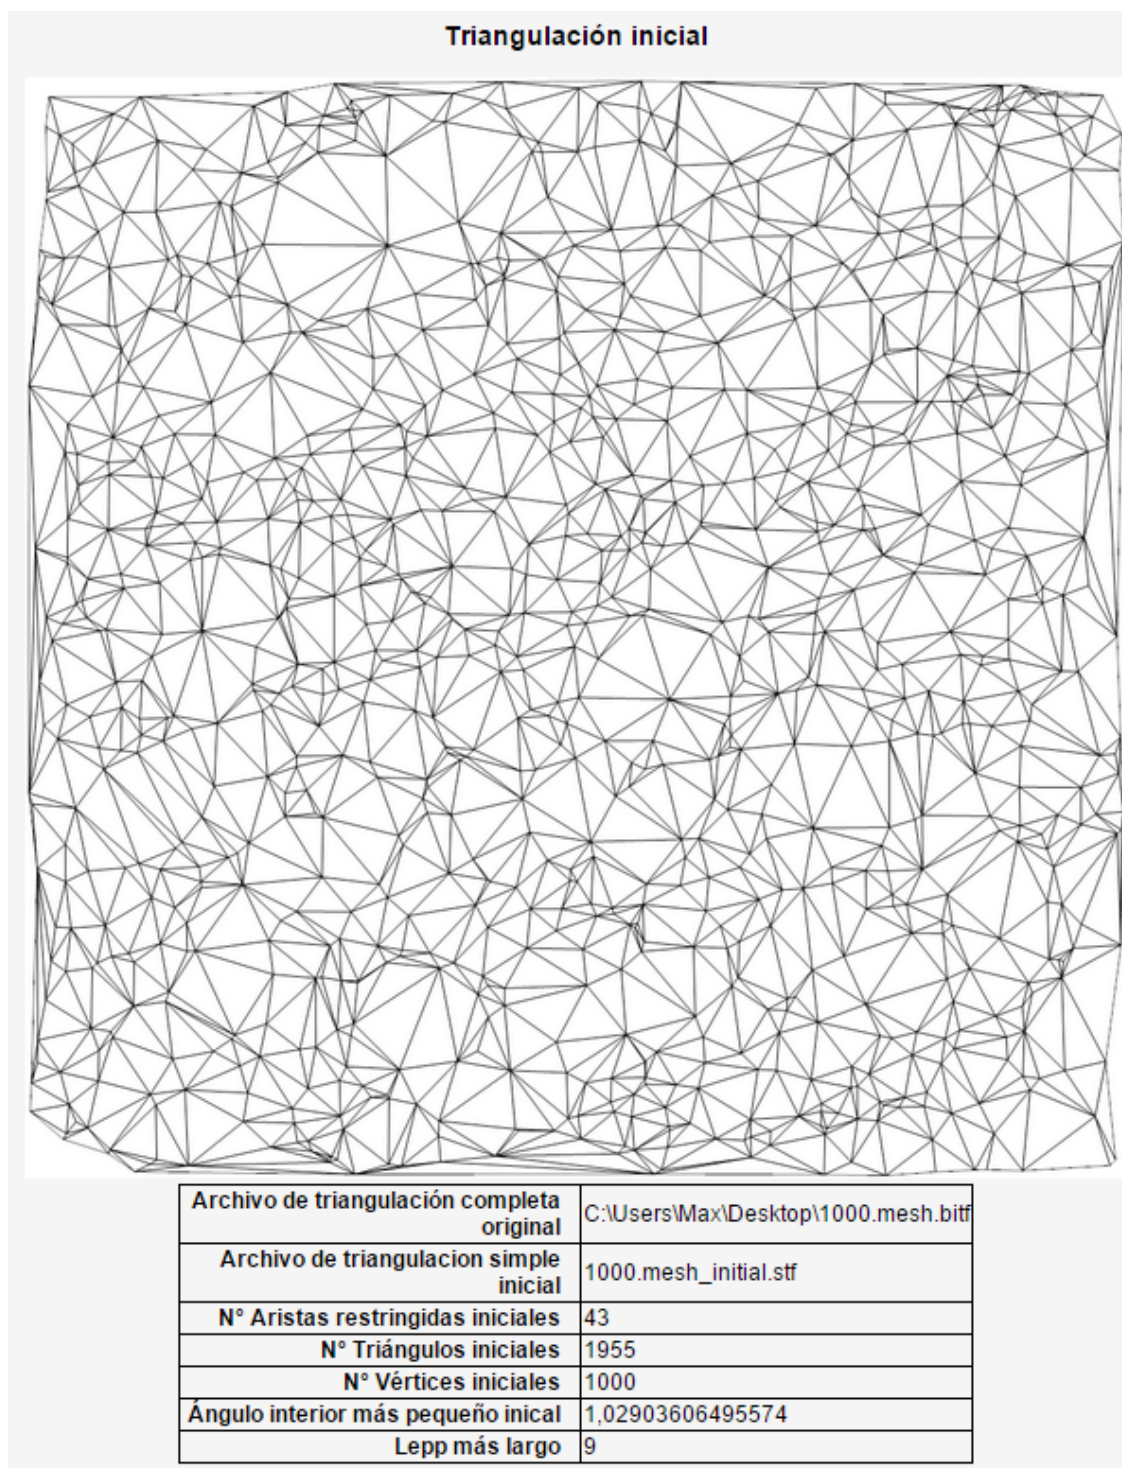 Triangulación inicial
Archivo de triangulación completa
original
C:\Users\Max\Desktop\1000.mesh.bitf
Archivo de triangulacion simple
inicial
1000.mesh_initial.stf
N° Aristas restringidas iniciales 43
N° Triángulos iniciales 1955
N° Vértices iniciales 1000
Ángulo interior más pequeño inical 1,02903606495574
Lepp más largo 9